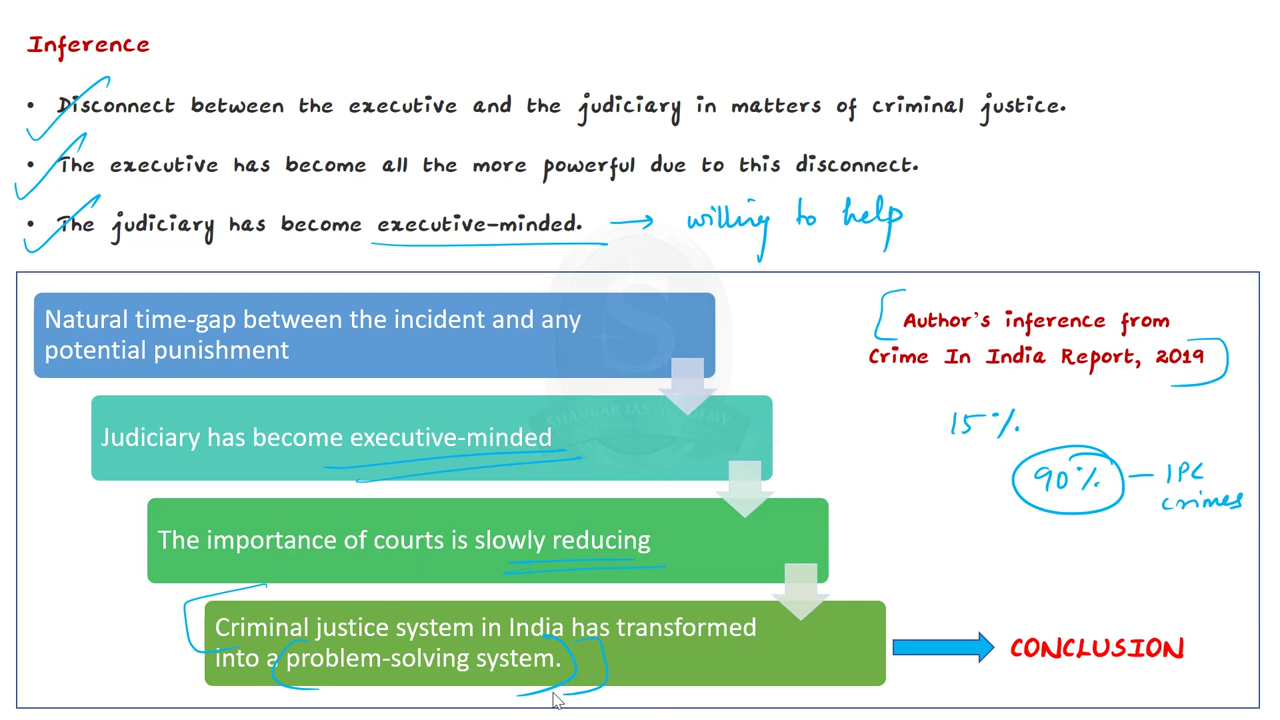 Inference
• Disconnect between the executive and the judiciary in matters of criminal justice.
• The executive has become all the more powerful due to this disconnect.
• The judiciary has become executive-minded. → willing to help
Natural time-gap between the incident and any
potential punishment
Author's inference from
Crime In India Report, 2019
15%
Judiciary has become executive-minded
90% — IPC
crimes
SHANKAR IAS ACADEMY
The importance of courts is slowly reducing
Criminal justice system in India has transformed
into a problem-solving system.
CONCLUSION